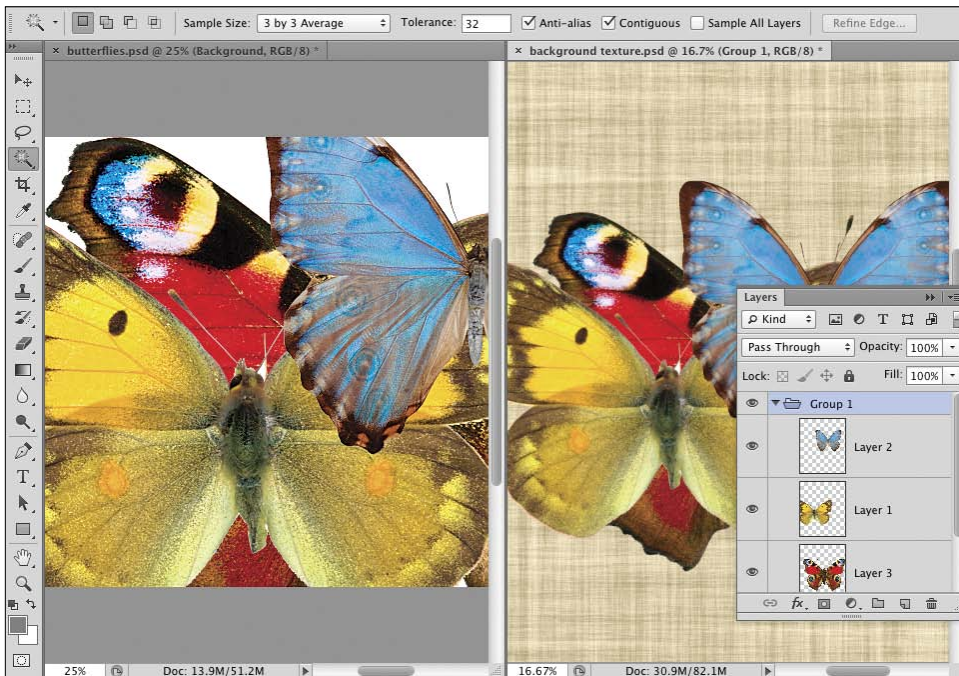 Sample Size: 3 by 3 Average Tolerance: 32 Anti-alias Contiguous Sample All Layers Refine Edge...
× butterflies.psd @ 25% (Background, RGB/8) *
× background texture.psd @ 16.7% (Group 1, RGB/8) *
Layers
Kind T
Pass Through Opacity: 100%
Lock: Fill: 100%
Group 1
Layer 2
Layer 1
Layer 3
fx.
T
25% Doc: 13.9M/51.2M
16.67% Doc: 30.9M/82.1M